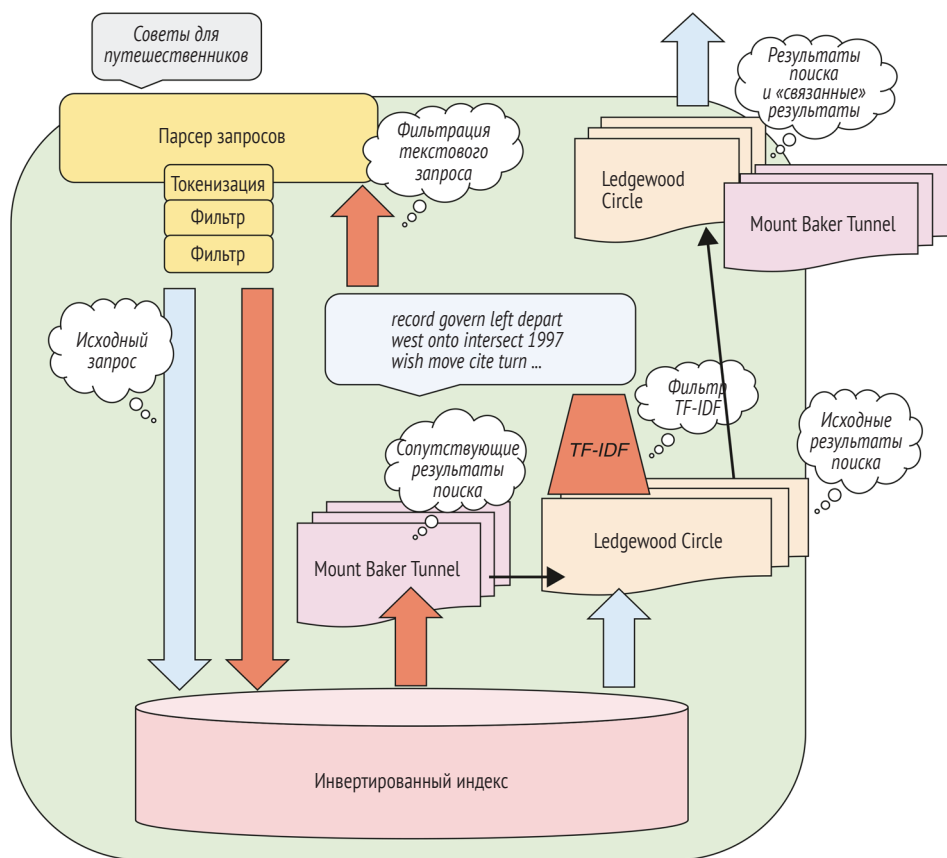 Советы для
путешественников
Парсер запросов
Токенизация
Фильтр
Фильтр
Фильтрация
текстового
запроса
Результаты
поиска
и «связанные»
результаты
Ledgewood
Circle
Mount Baker Tunnel
Исходный
запрос
record govern left depart
west onto intersect 1997
wish move cite turn ...
Фильтр
TF-IDF
TF-IDF
Исходные
результаты
поиска
Сопутствующие
результаты
поиска
Mount Baker Tunnel
Ledgewood Circle
Инвертированный индекс